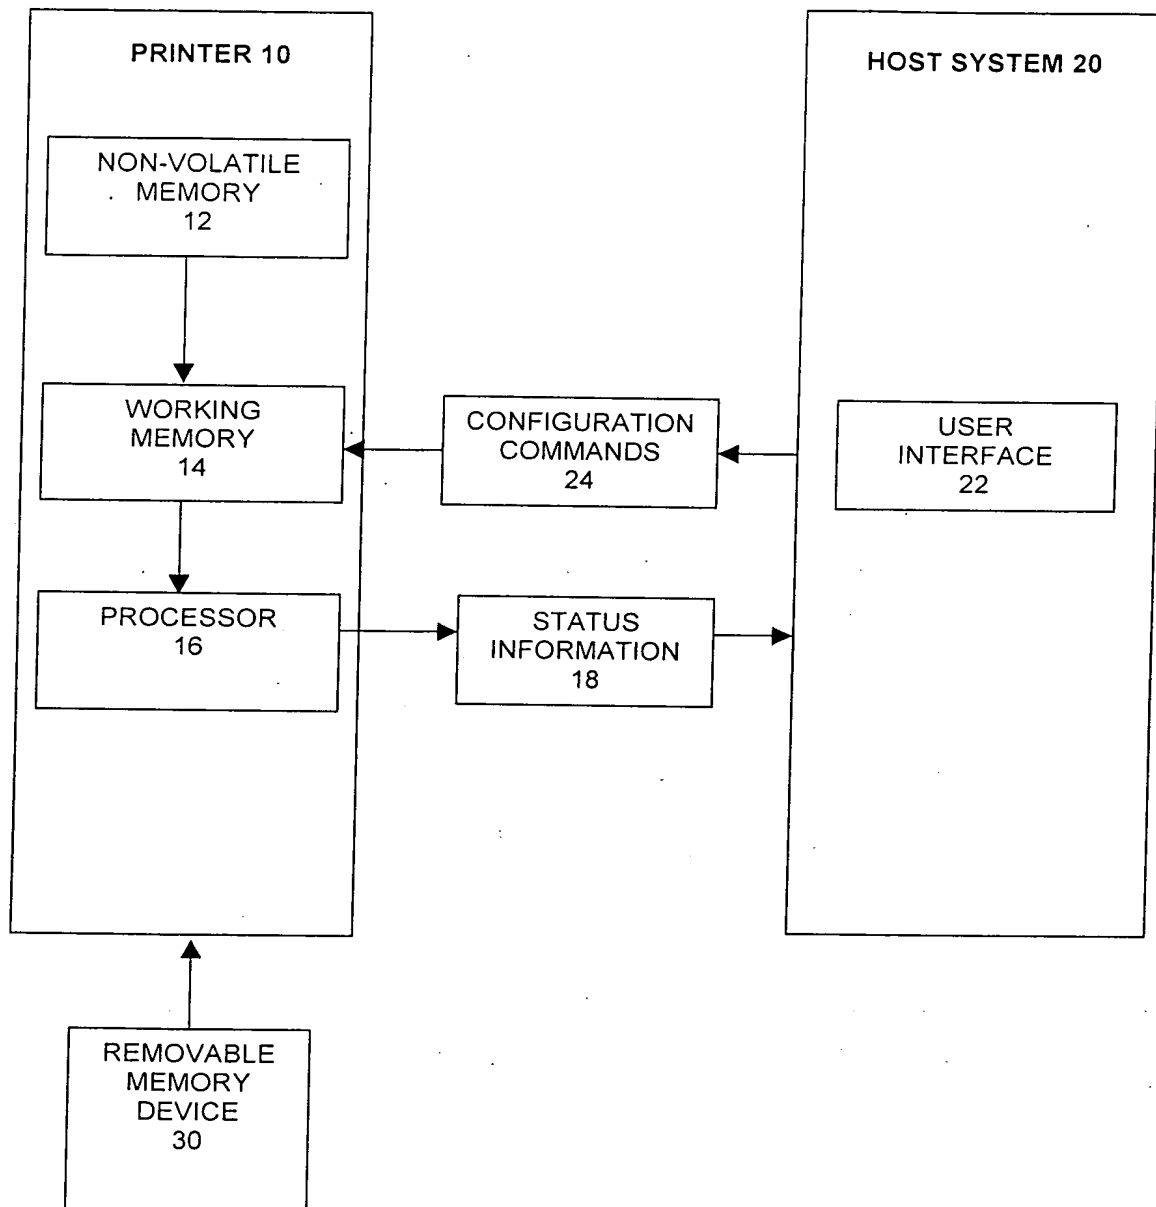 PRINTER 10
HOST SYSTEM 20
NON-VOLATILE
MEMORY
12
WORKING
MEMORY
14
CONFIGURATION
COMMANDS
24
USER
INTERFACE
22
PROCESSOR
16
STATUS
INFORMATION
18
REMOVABLE
MEMORY
DEVICE
30